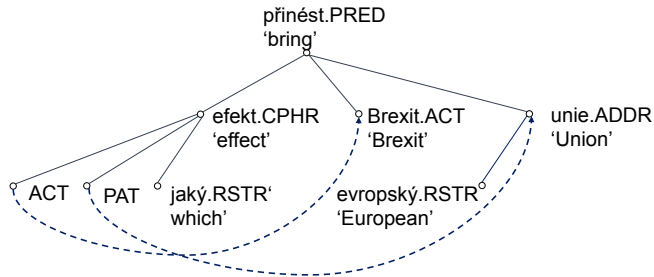 přinést.PRED
‘bring’
efekt.CPHR
‘effect’
Brexit.ACT
‘Brexit’
unie.ADDR
‘Union’
ACT
PAT
jaký.RSTR‘
which’
evropský.RSTR
‘European’